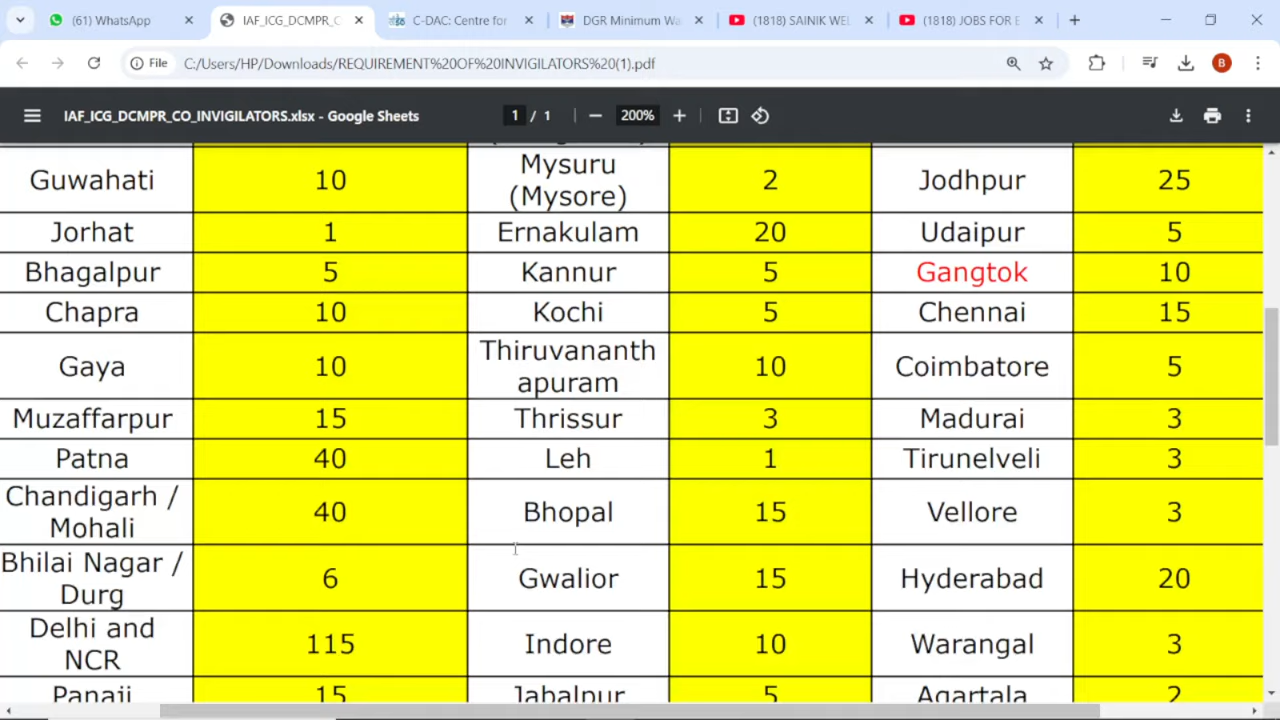 (61) WhatsApp
IAF_ICG_DCMPR_C
C-DAC: Centre for
DGR Minimum Wa
(1818) SAINIK WEL
(1818) JOBS FOR E
File
C:/Users/HP/Downloads/REQUIREMENT%20OF%20INVIGILATORS%20(1).pdf
B
IAF_ICG_DCMPR_CO_INVIGILATORS.xlsx - Google Sheets
1 / 1
200%
Guwahati 10 Mysuru (Mysore) 2 Jodhpur 25
Jorhat 1 Ernakulam 20 Udaipur 5
Bhagalpur 5 Kannur 5 Gangtok 10
Chapra 10 Kochi 5 Chennai 15
Gaya 10 Thiruvananth apuram 10 Coimbatore 5
Muzaffarpur 15 Thrissur 3 Madurai 3
Patna 40 Leh 1 Tirunelveli 3
Chandigarh / Mohali 40 Bhopal 15 Vellore 3
Bhilai Nagar / Durg 6 Gwalior 15 Hyderabad 20
Delhi and NCR 115 Indore 10 Warangal 3
Panaji 15 Jabalpur 5 Agartala 2